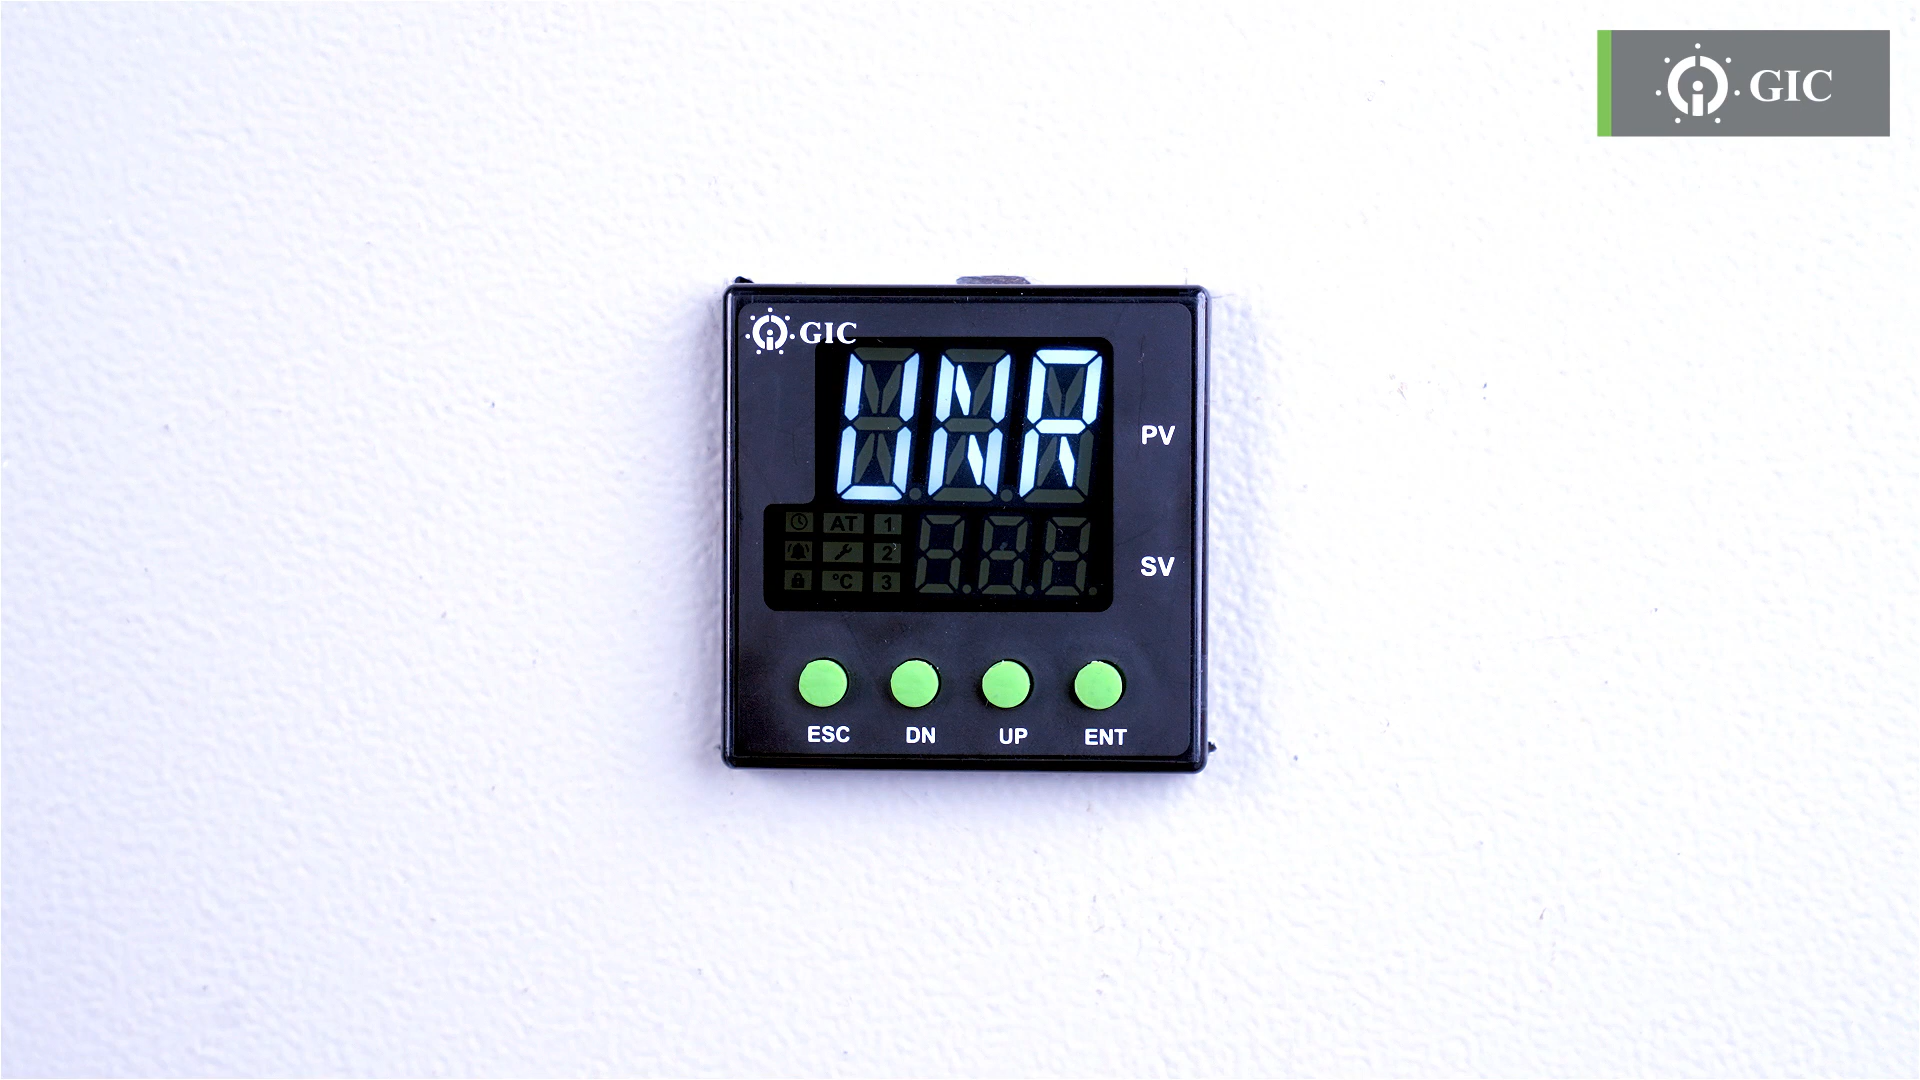 GIC
GIC
UNR
PV
AT 1
2
°C 3
SV
ESC DN UP ENT